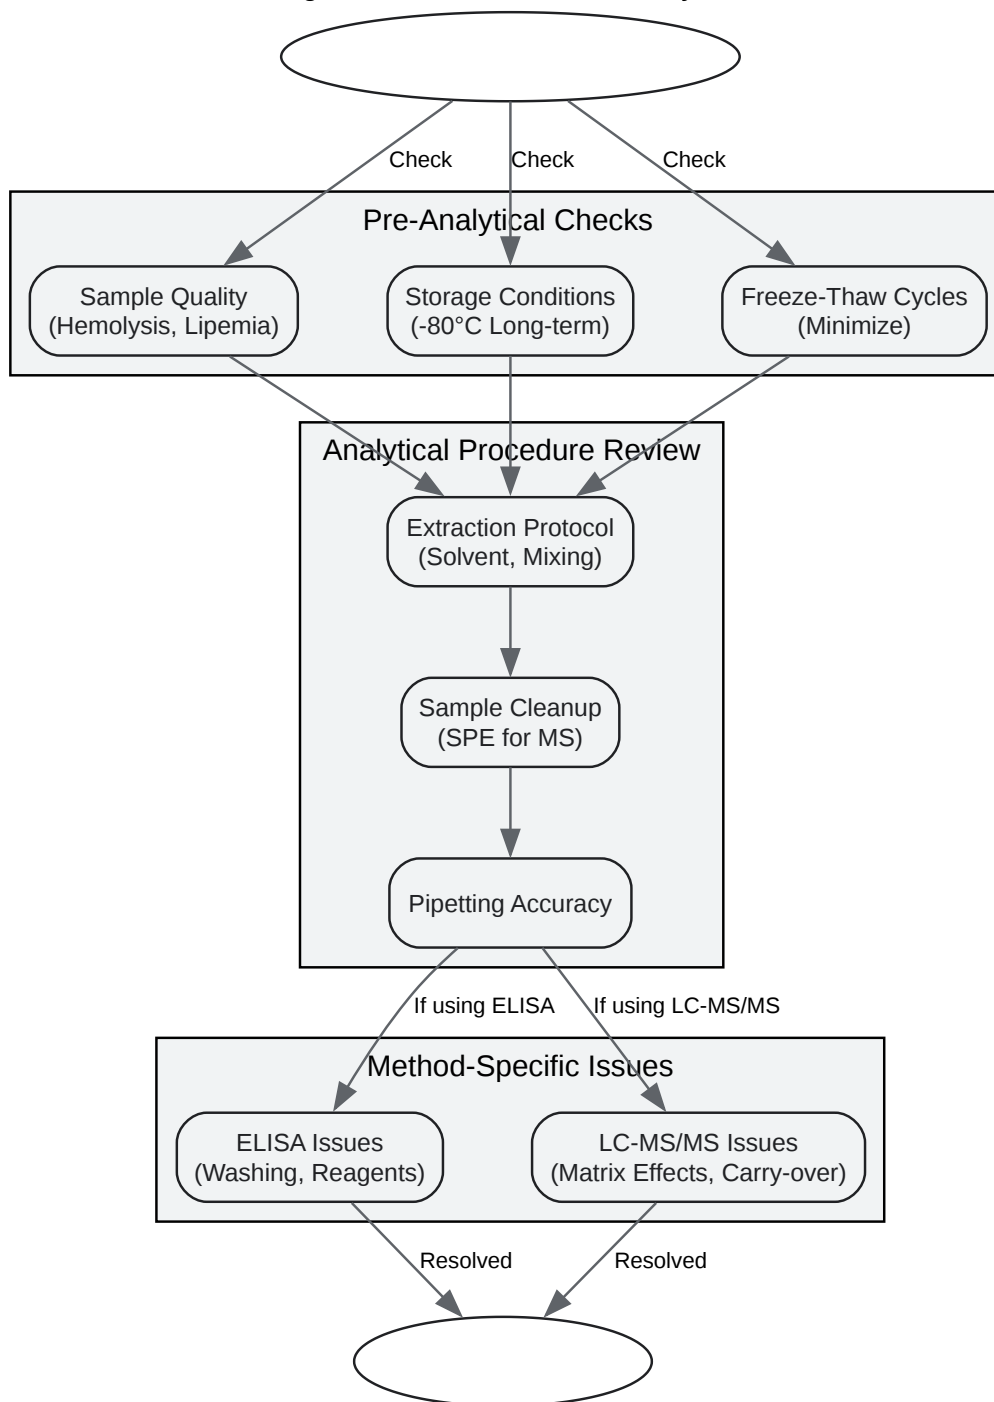 Check
Check
Check
Pre-Analytical Checks
Sample Quality
(Hemolysis, Lipemia)
Storage Conditions
(-80°C Long-term)
Freeze-Thaw Cycles
(Minimize)
Analytical Procedure Review
Extraction Protocol
(Solvent, Mixing)
Sample Cleanup
(SPE for MS)
Pipetting Accuracy
If using ELISA
If using LC-MS/MS
Method-Specific Issues
ELISA Issues
(Washing, Reagents)
LC-MS/MS Issues
(Matrix Effects, Carry-over)
Resolved
Resolved